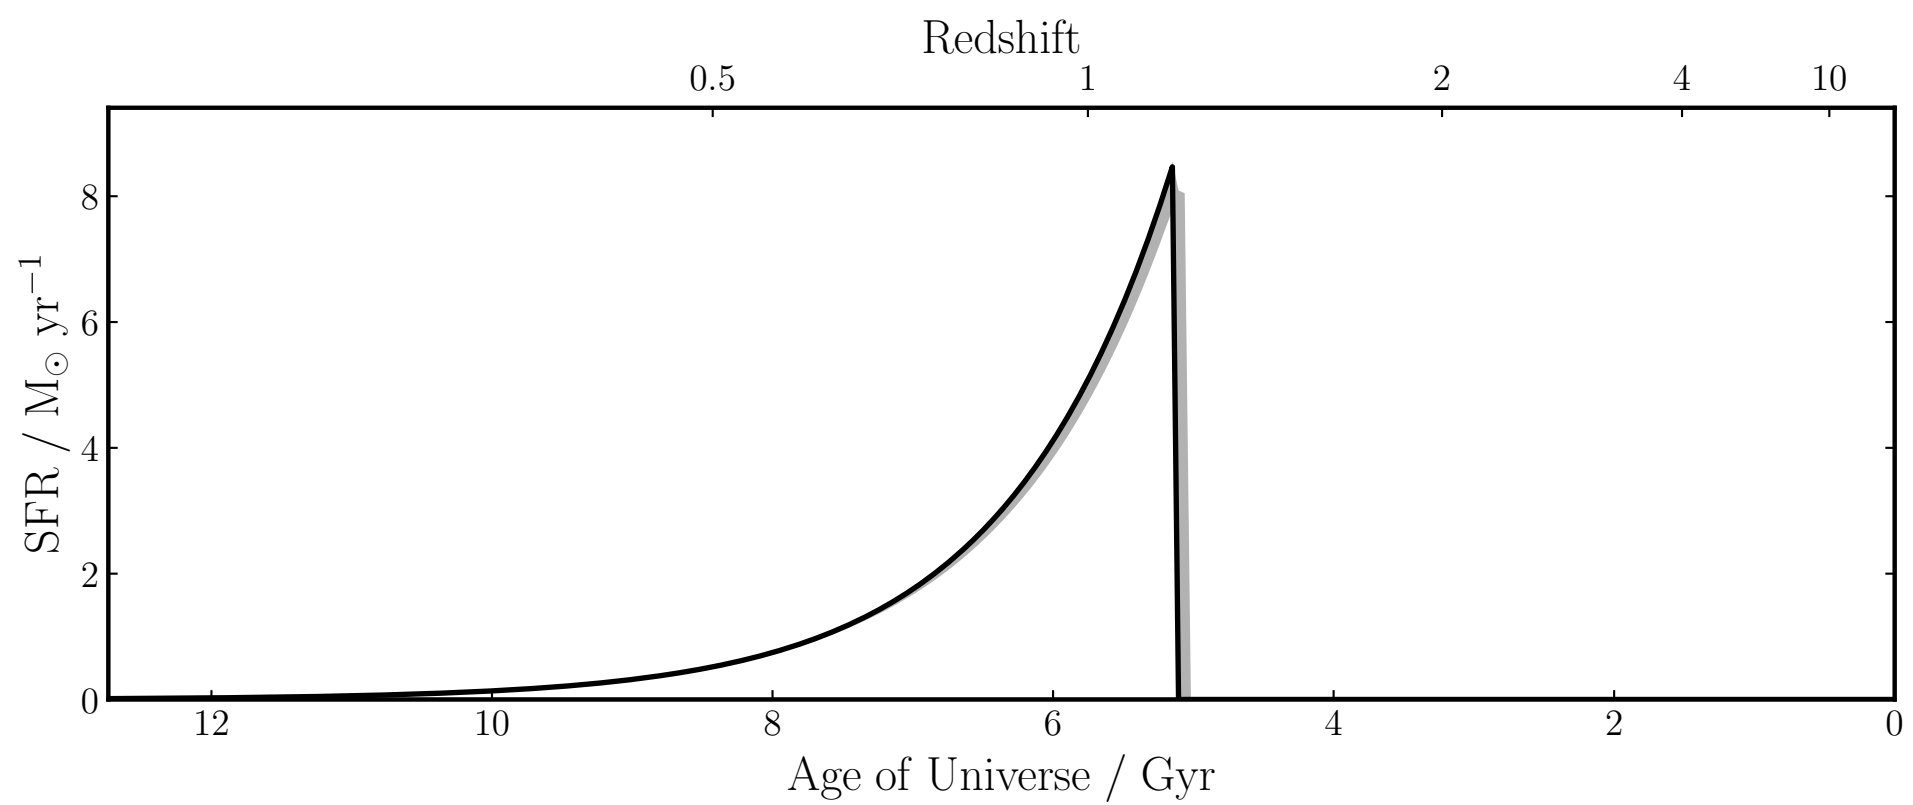 Redshift
0.5 1 2 4 10
8
6
4
2
0
SFR / M⊙ yr⁻¹
12 10 8 6 4 2 0
Age of Universe / Gyr